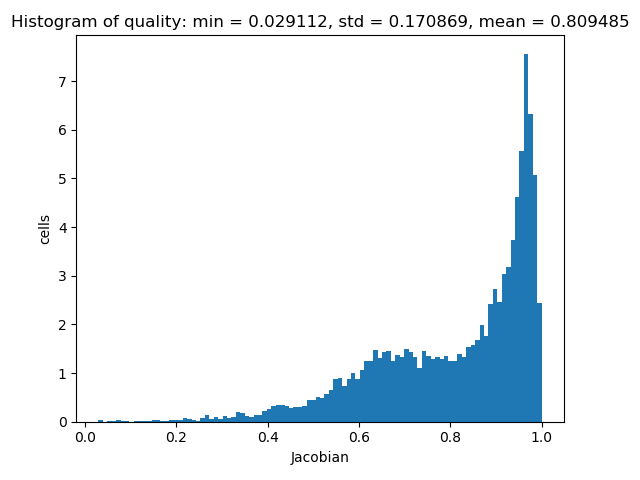 Histogram of quality: min = 0.029112, std = 0.170869, mean = 0.809485
7
6
5
4
3
2
1
0
cells
0.0 0.2 0.4 0.6 0.8 1.0
Jacobian